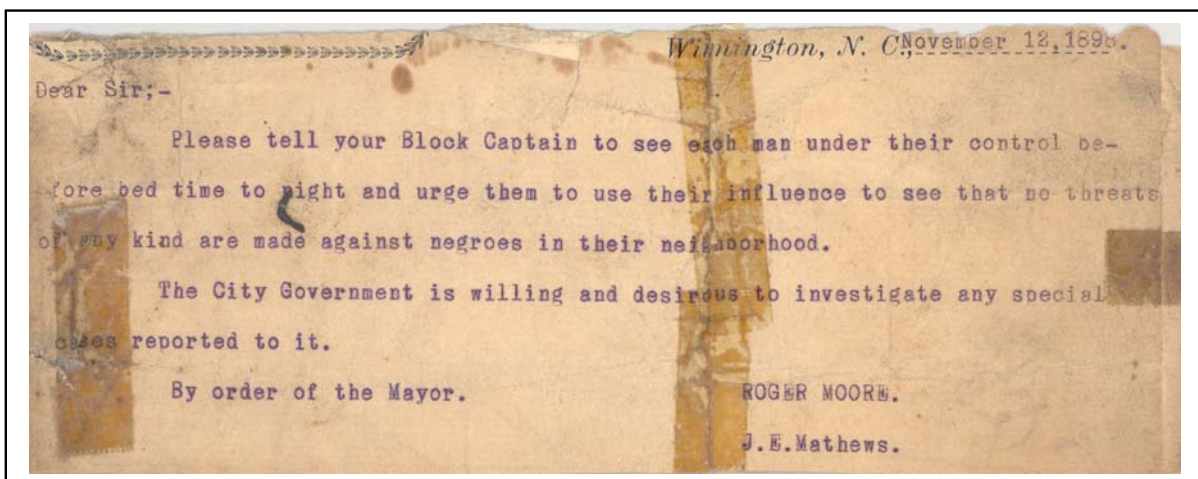 Wilmington, N. C., November 12, 1898.
Dear Sir;-
Please tell your Block Captain to see each man under their control be-
fore bed time to night and urge them to use their influence to see that no threats
of any kind are made against negroes in their neighborhood.
The City Government is willing and desirous to investigate any special
cases reported to it.
By order of the Mayor. ROGER MOORE.
J.E.Mathews.